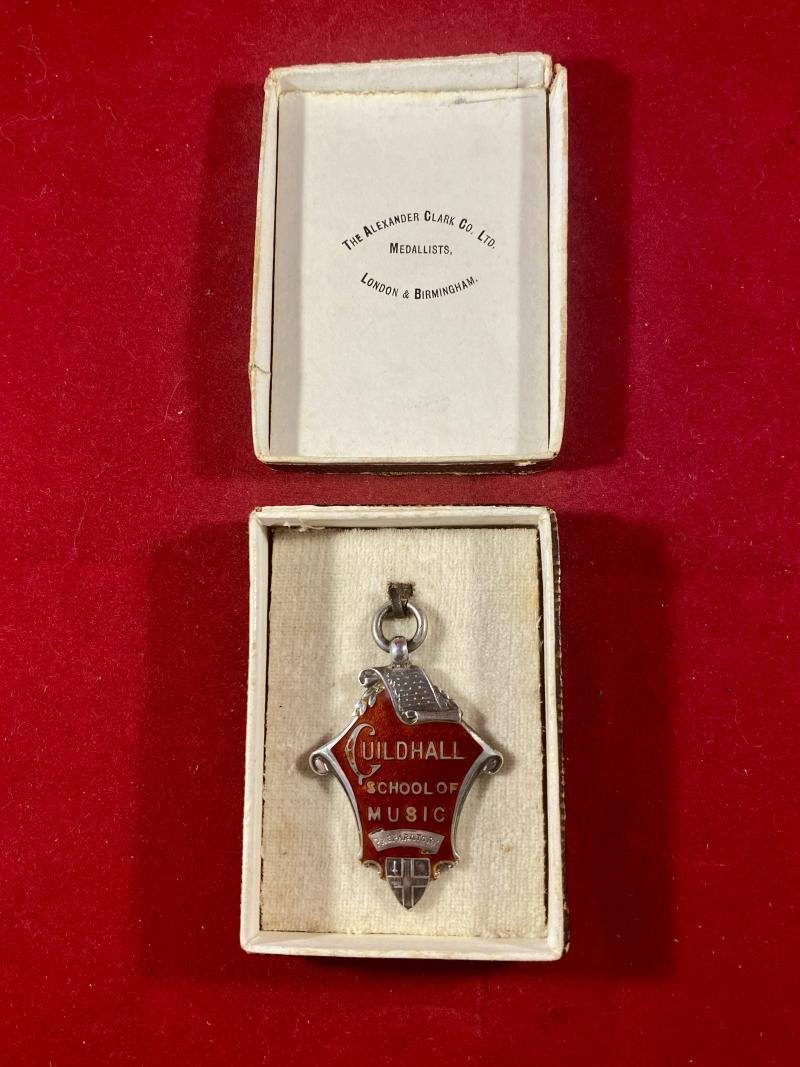 THE ALEXANDER CLARK CO. LTD.
MEDALLISTS,
LONDON & BIRMINGHAM.
GUILDHALL
SCHOOL OF
MUSIC